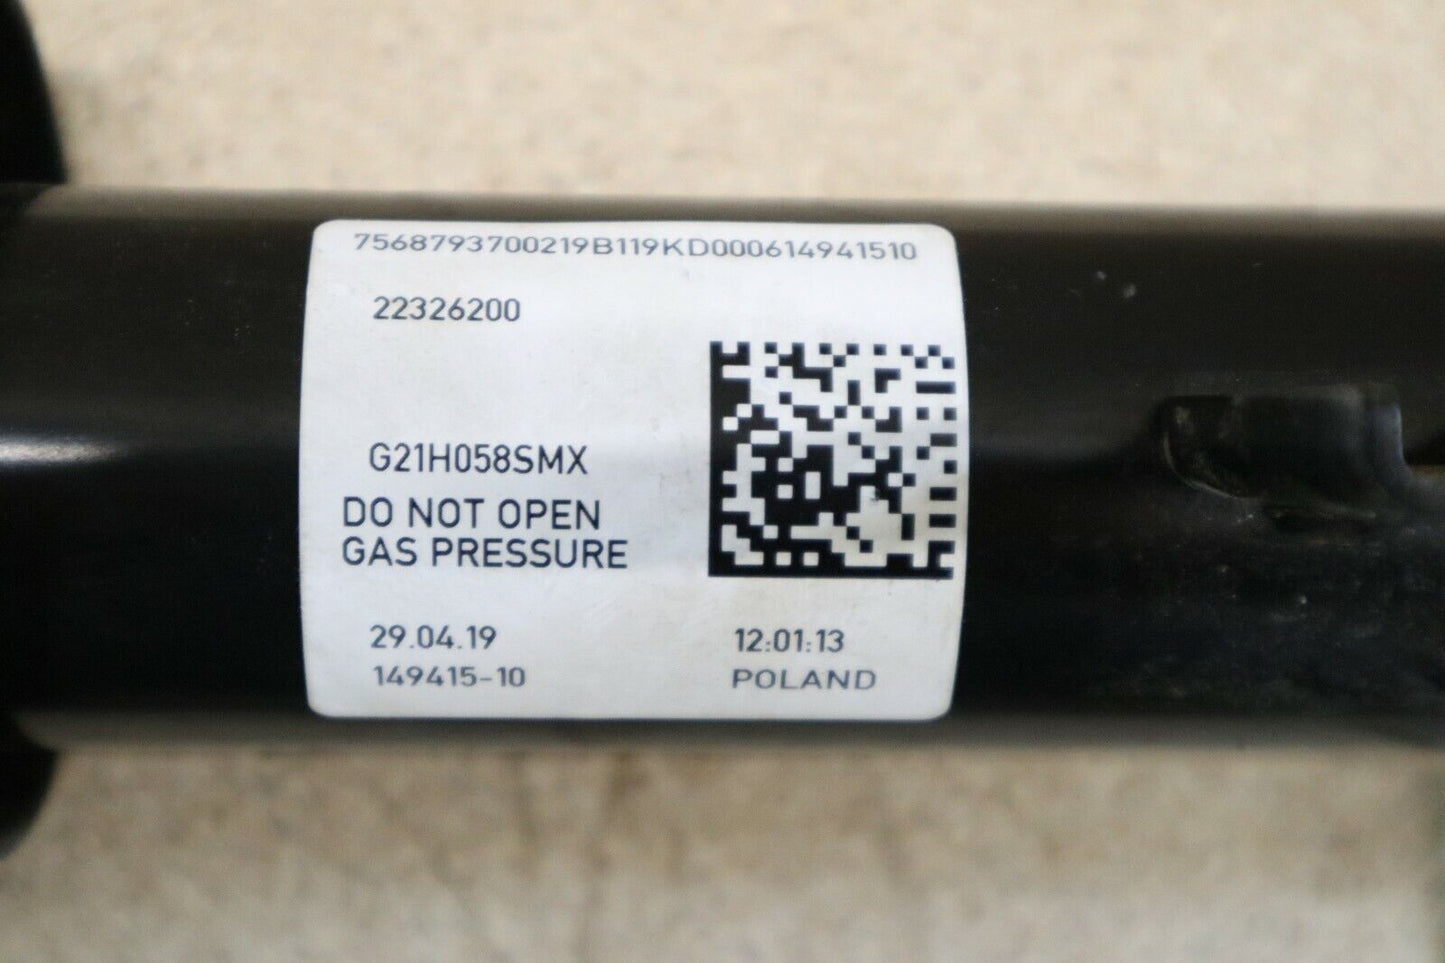 7568793700219B119KD000614941510
22326200
G21H058SMX
DO NOT OPEN
GAS PRESSURE
29.04.19 12:01:13
149415-10 POLAND